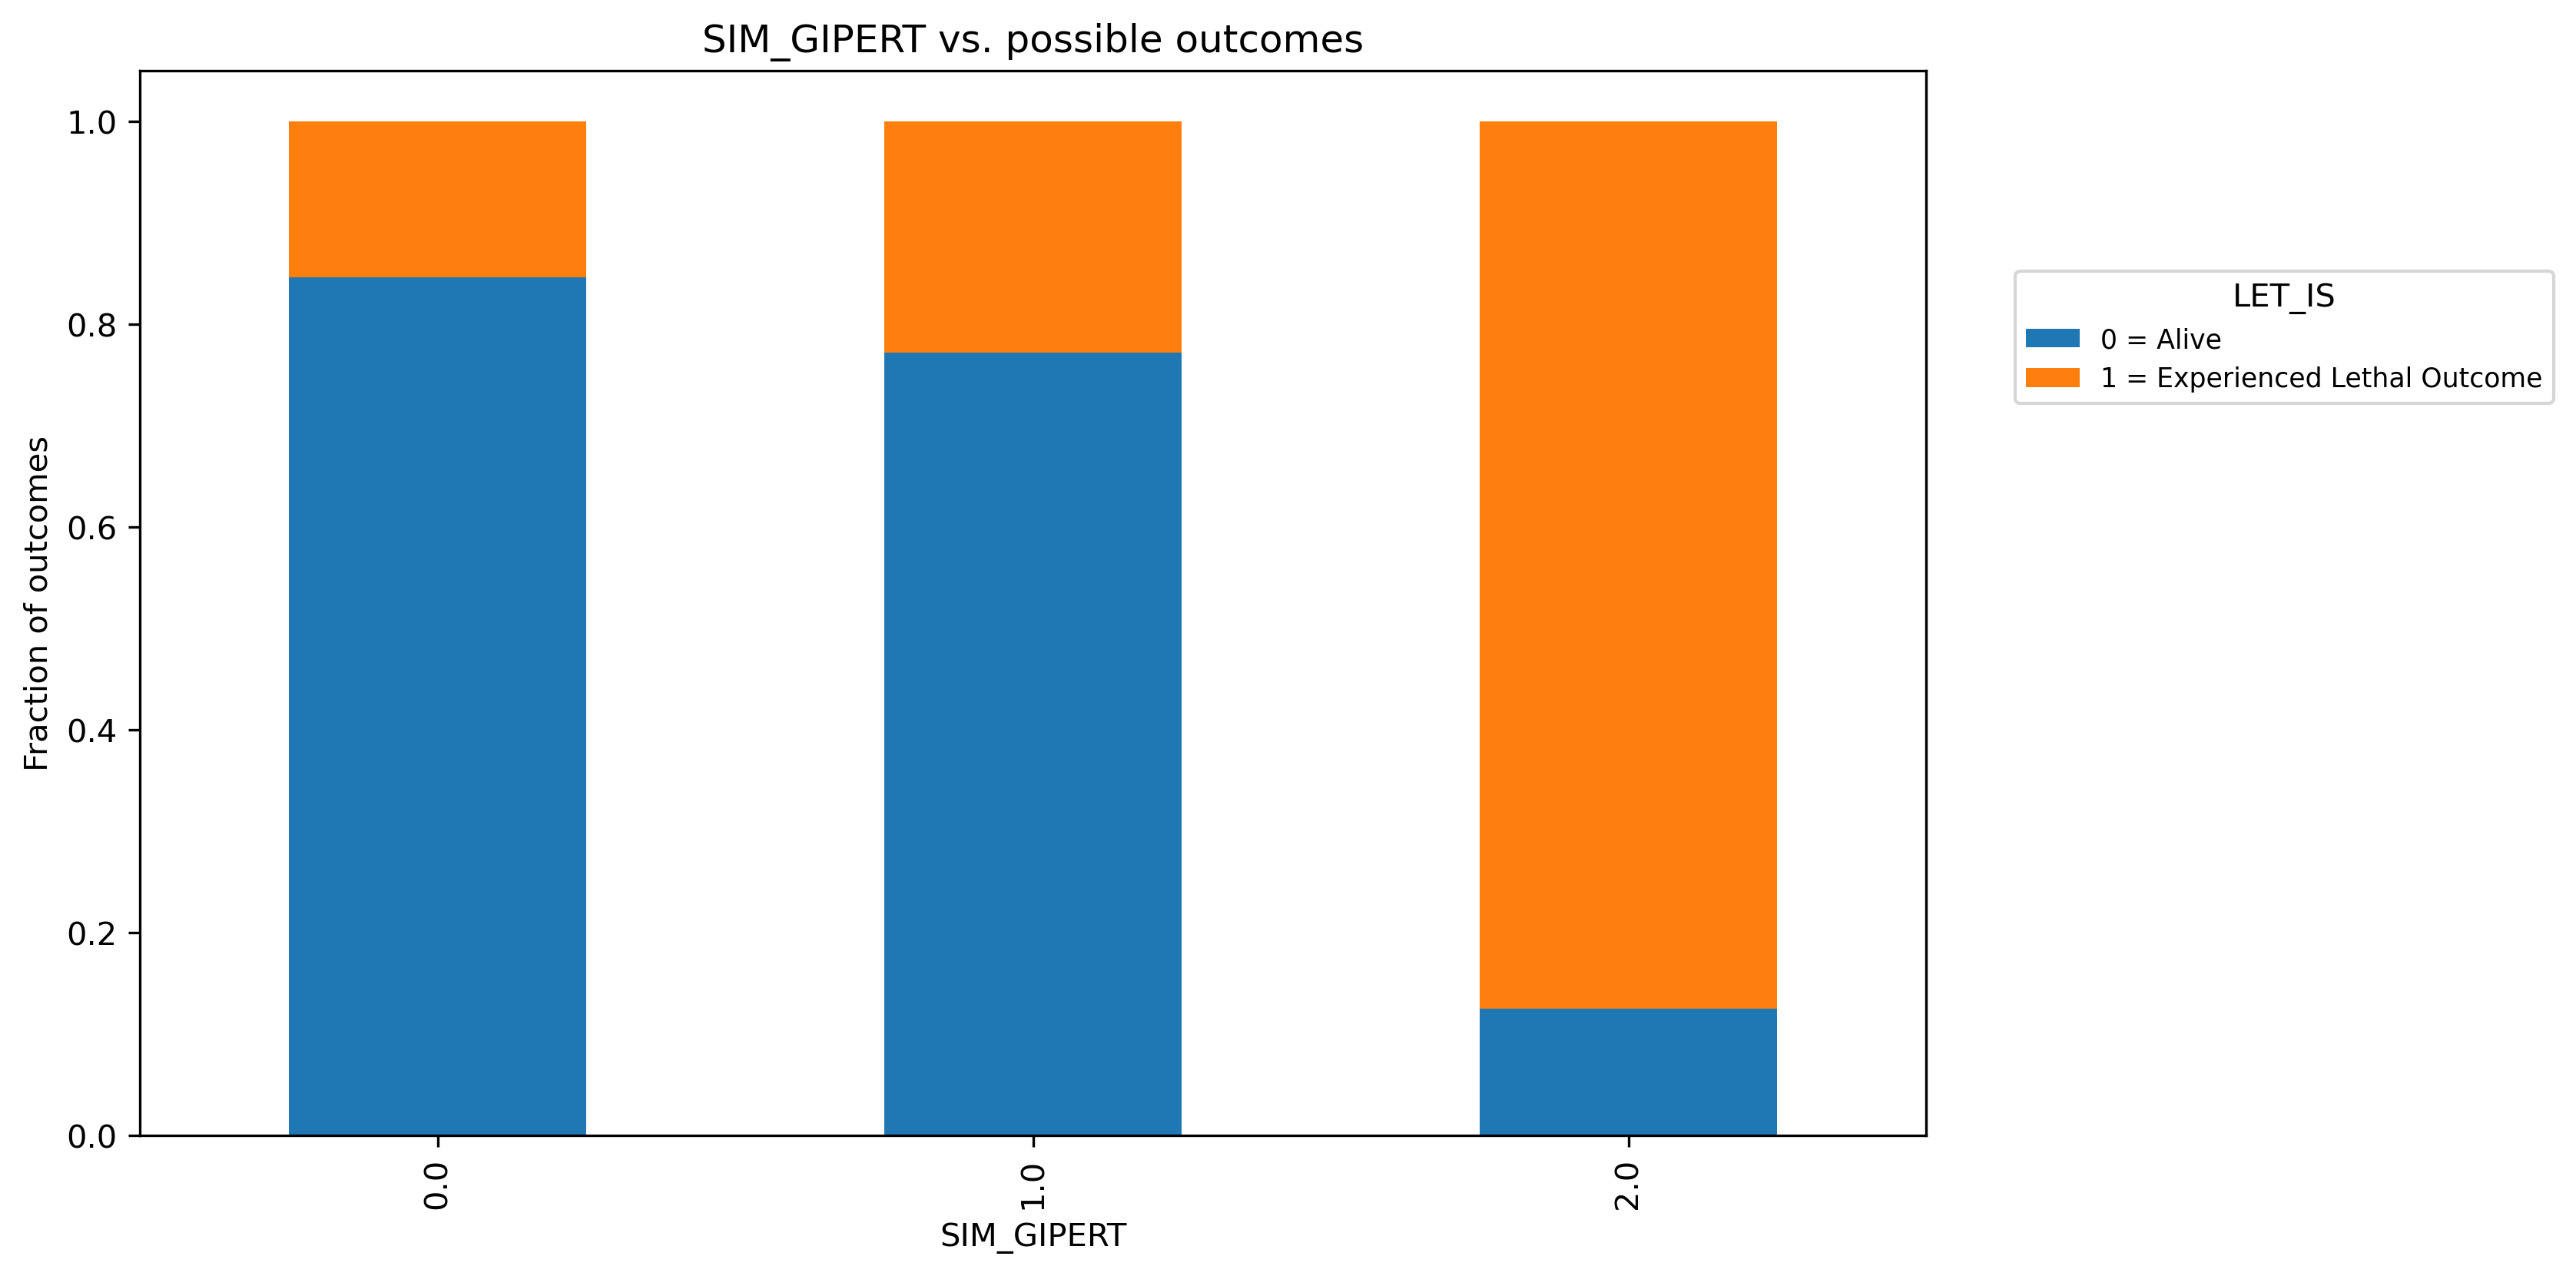 SIM_GIPERT vs. possible outcomes
1.0
0.8
0.6
0.4
0.2
0.0
Fraction of outcomes
0.0
1.0
2.0
SIM_GIPERT
LET_IS
0 = Alive
1 = Experienced Lethal Outcome